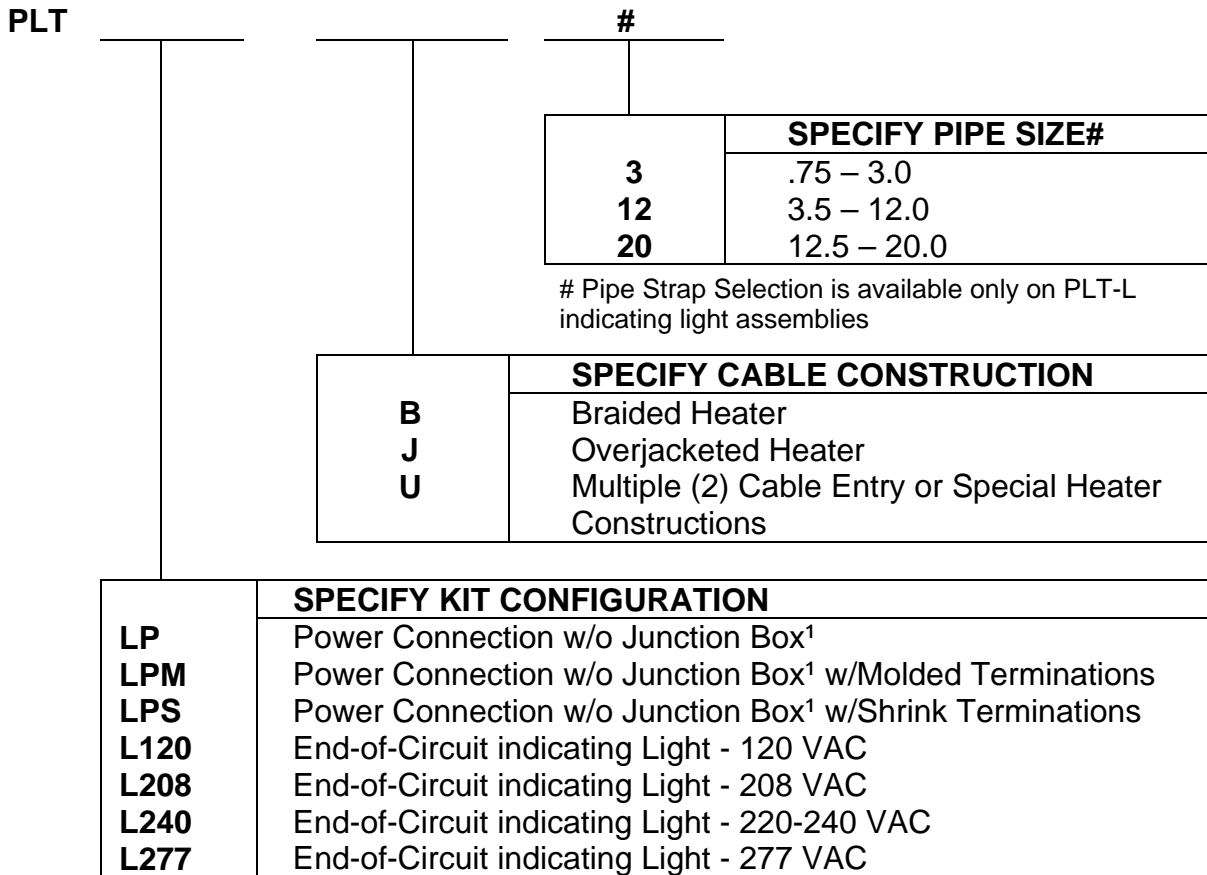 PLT #
SPECIFY PIPE SIZE#
3 .75 – 3.0
12 3.5 – 12.0
20 12.5 – 20.0
# Pipe Strap Selection is available only on PLT-L
indicating light assemblies
SPECIFY CABLE CONSTRUCTION
B Braided Heater
J Overjacketed Heater
U Multiple (2) Cable Entry or Special Heater
Constructions
SPECIFY KIT CONFIGURATION
LP Power Connection w/o Junction Box¹
LPM Power Connection w/o Junction Box¹ w/Molded Terminations
LPS Power Connection w/o Junction Box¹ w/Shrink Terminations
L120 End-of-Circuit indicating Light - 120 VAC
L208 End-of-Circuit indicating Light - 208 VAC
L240 End-of-Circuit indicating Light - 220-240 VAC
L277 End-of-Circuit indicating Light - 277 VAC